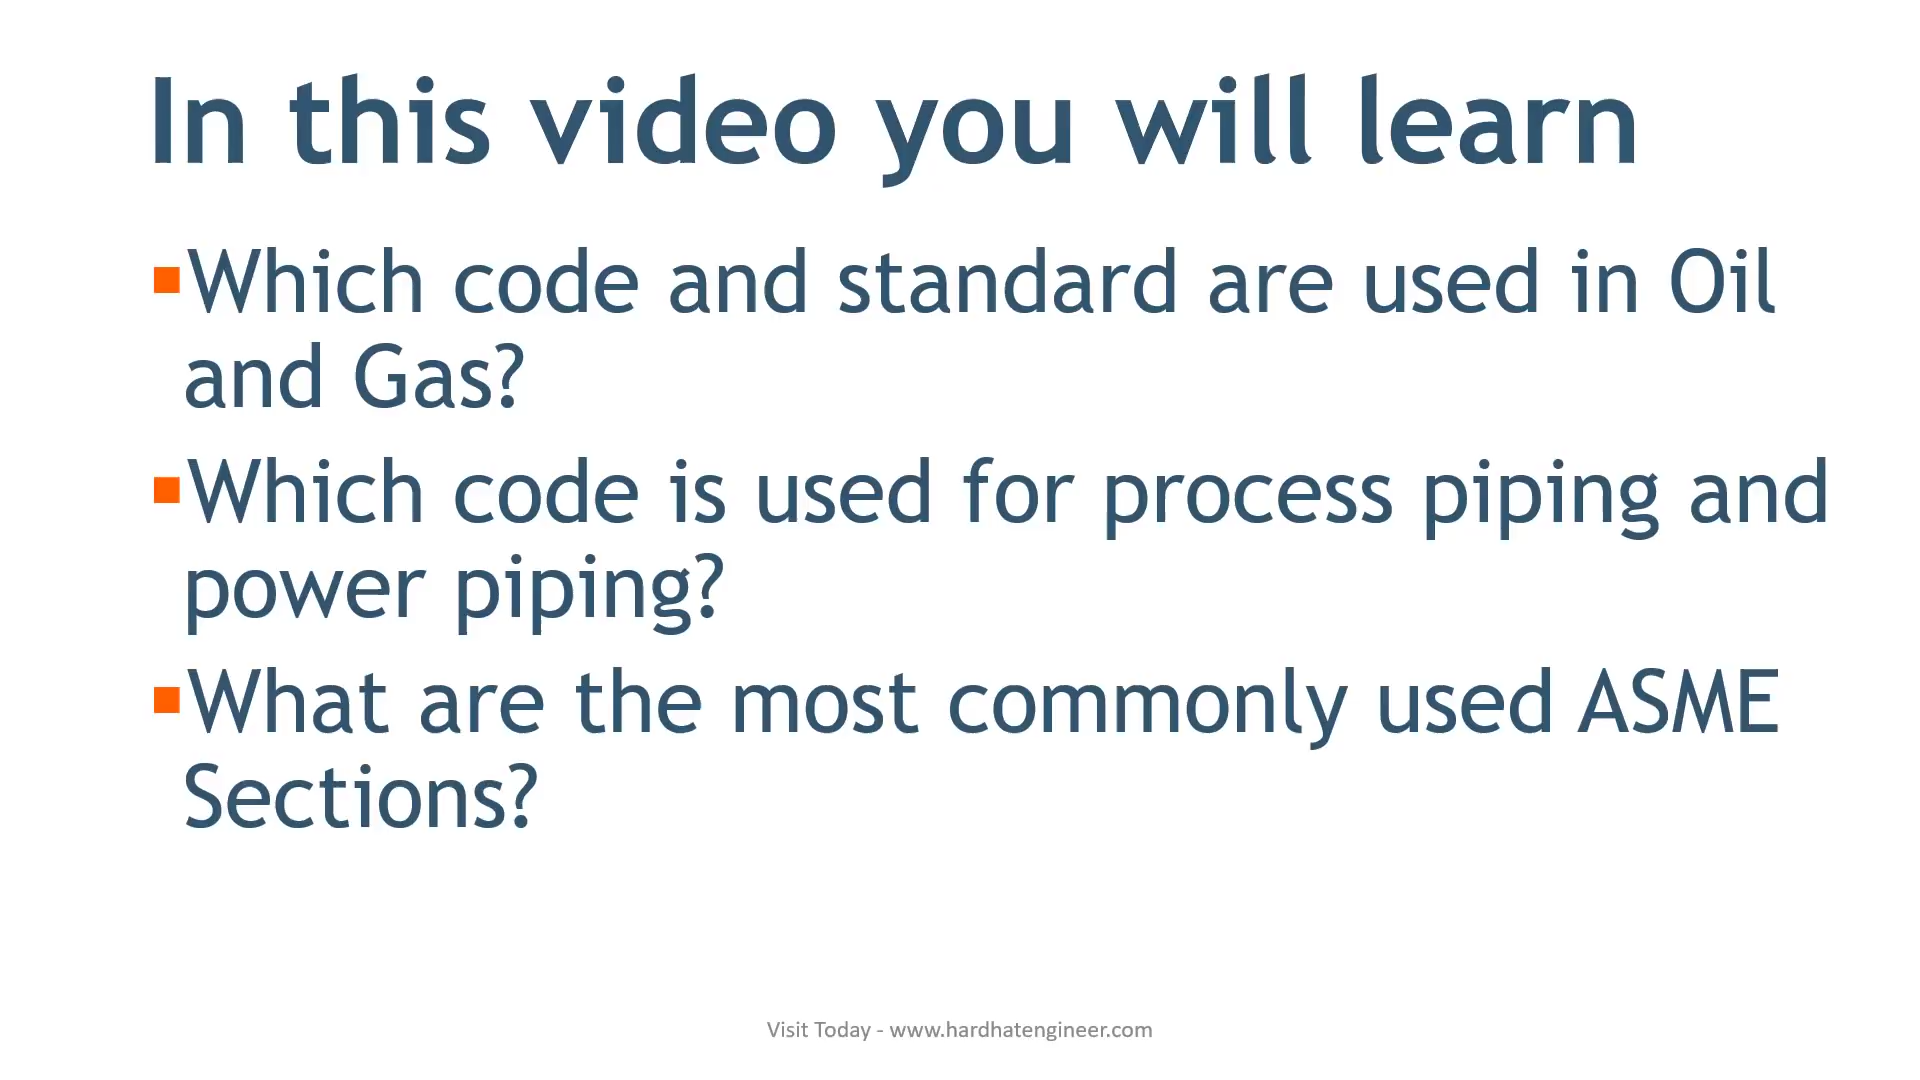 In this video you will learn
▪Which code and standard are used in Oil
and Gas?
▪Which code is used for process piping and
power piping?
▪What are the most commonly used ASME
Sections?
Visit Today - www.hardhatengineer.com